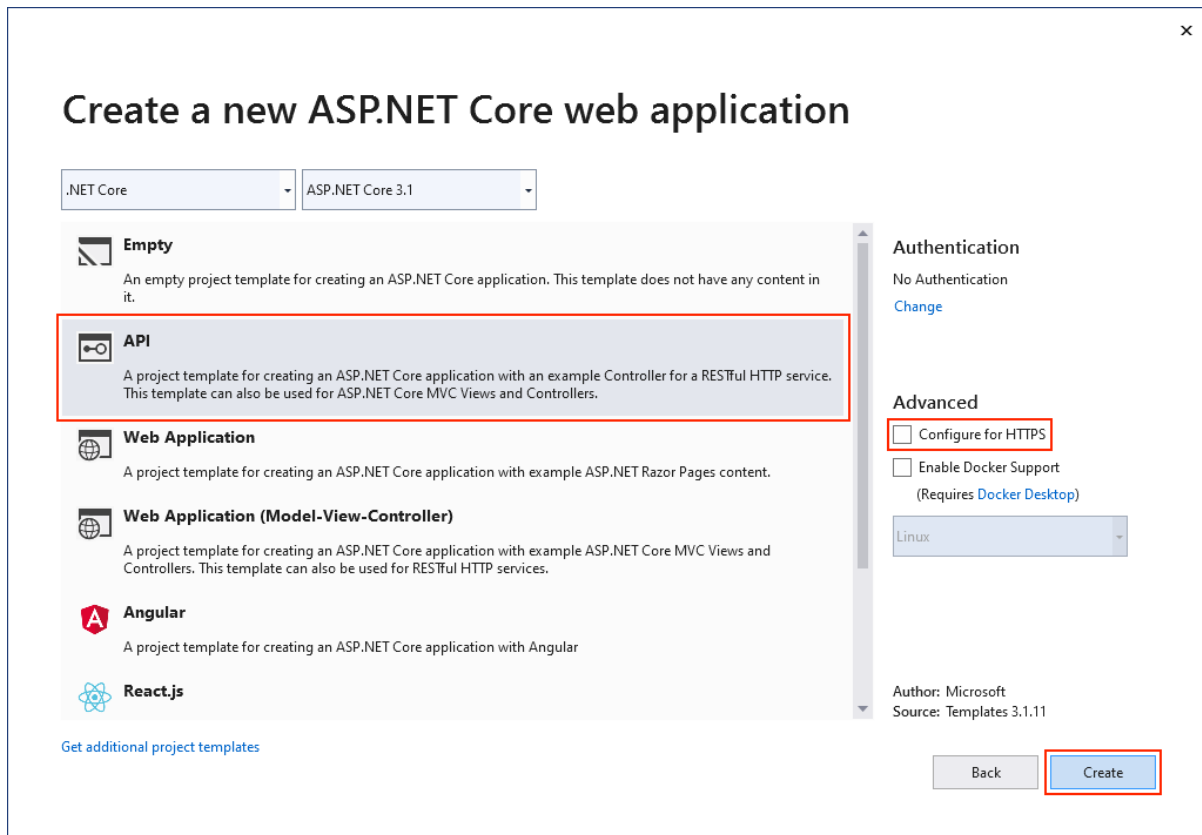 Create a new ASP.NET Core web application
.NET Core
ASP.NET Core 3.1
Empty
An empty project template for creating an ASP.NET Core application. This template does not have any content in
it.
API
A project template for creating an ASP.NET Core application with an example Controller for a RESTful HTTP service.
This template can also be used for ASP.NET Core MVC Views and Controllers.
Web Application
A project template for creating an ASP.NET Core application with example ASP.NET Razor Pages content.
Web Application (Model-View-Controller)
A project template for creating an ASP.NET Core application with example ASP.NET Core MVC Views and
Controllers. This template can also be used for RESTful HTTP services.
Angular
A project template for creating an ASP.NET Core application with Angular
React.js
Get additional project templates
Authentication
No Authentication
Change
Advanced
Configure for HTTPS
Enable Docker Support
(Requires Docker Desktop)
Linux
Author: Microsoft
Source: Templates 3.1.11
Back
Create